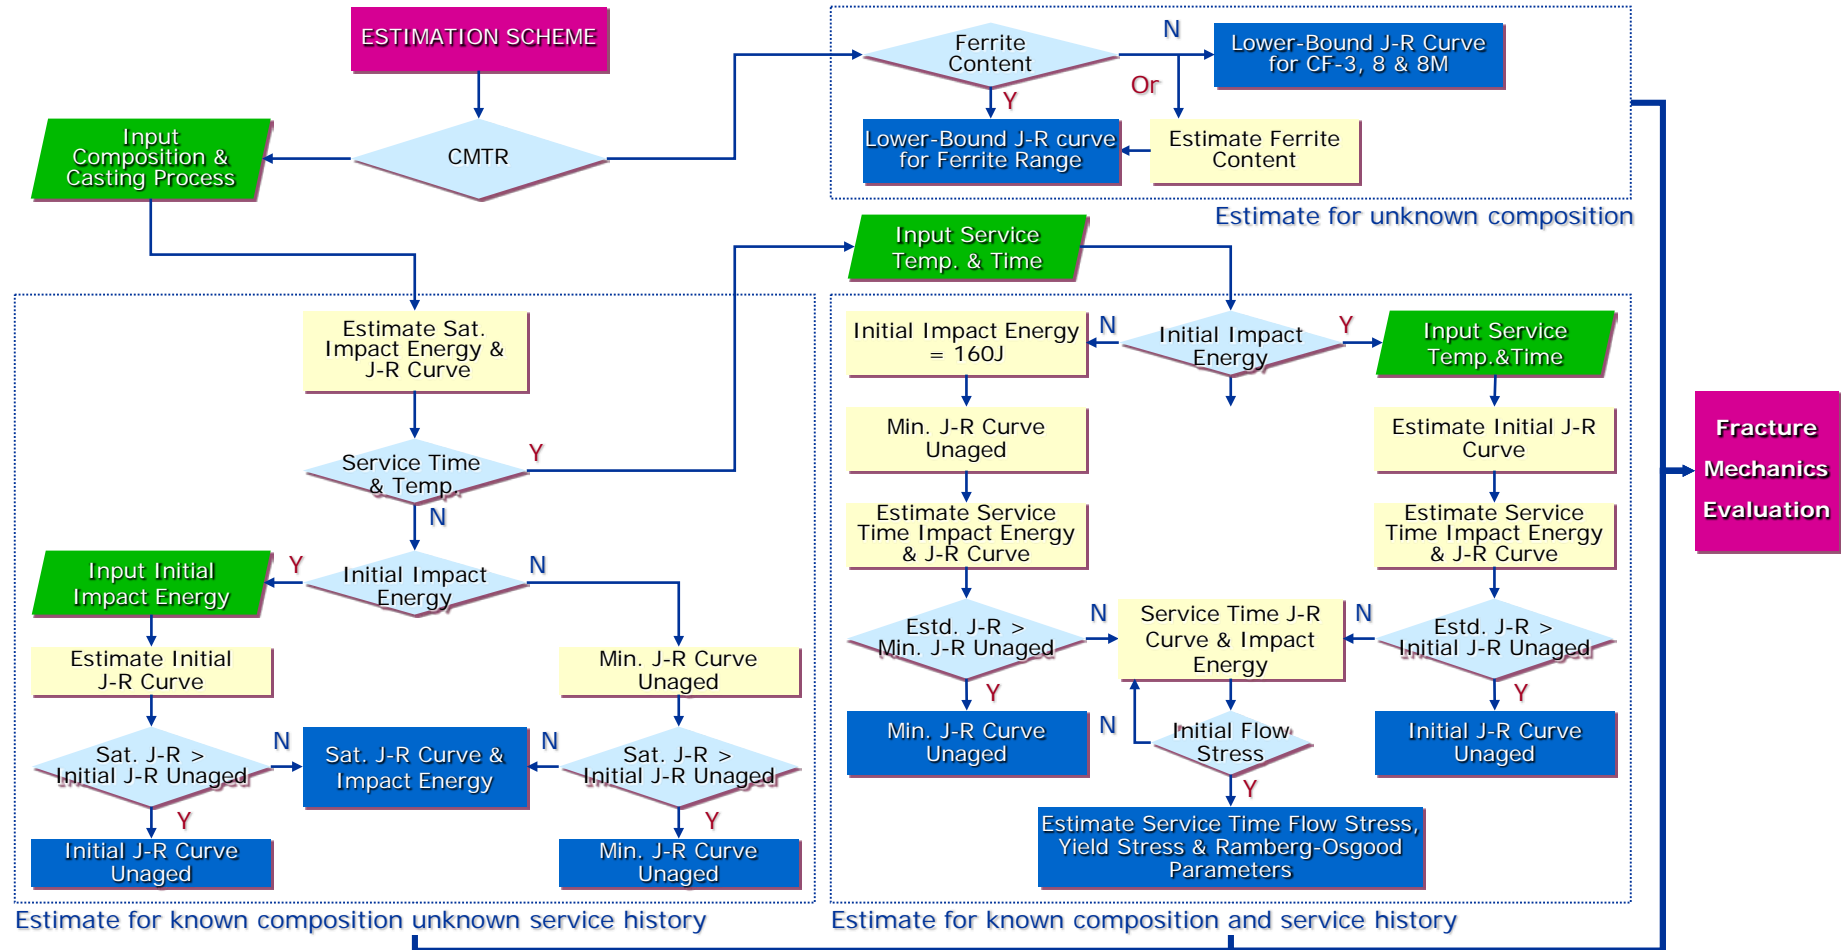 ESTIMATION SCHEME
CMTR
Input
Composition &
Casting Process
Ferrite
Content
N
Or
Y
Lower-Bound J-R Curve
for CF-3, 8 & 8M
Lower-Bound J-R curve
for Ferrite Range
Estimate Ferrite
Content
Estimate for unknown composition
Input Service
Temp. & Time
Estimate Sat.
Impact Energy &
J-R Curve
Service Time
& Temp.
Y
N
Initial Impact
Energy
Y
N
Input Initial
Impact Energy
Estimate Initial
J-R Curve
Min. J-R Curve
Unaged
Sat. J-R >
Initial J-R Unaged
N
Sat. J-R Curve &
Impact Energy
N
Sat. J-R >
Initial J-R Unaged
Y
Y
Initial J-R Curve
Unaged
Min. J-R Curve
Unaged
Estimate for known composition unknown service history
Initial Impact Energy
= 160J
N
Initial Impact
Energy
Y
Input Service
Temp.&Time
Min. J-R Curve
Unaged
Estimate Initial J-R
Curve
Estimate Service
Time Impact Energy
& J-R Curve
Estimate Service
Time Impact Energy
& J-R Curve
Estd. J-R >
Min. J-R Unaged
N
Service Time J-R
Curve & Impact
Energy
N
Estd. J-R >
Initial J-R Unaged
Y
Y
Min. J-R Curve
Unaged
N
Initial Flow
Stress
Initial J-R Curve
Unaged
Y
Estimate Service Time Flow Stress,
Yield Stress & Ramberg-Osgood
Parameters
Estimate for known composition and service history
Fracture
Mechanics
Evaluation